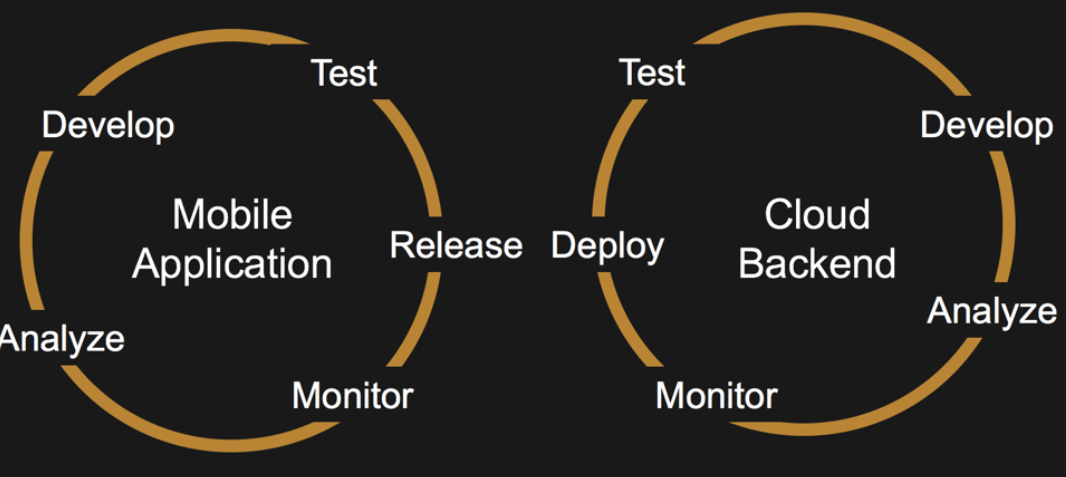 Test
Develop
Mobile
Application
Release
Analyze
Monitor
Test
Develop
Cloud
Backend
Deploy
Analyze
Monitor